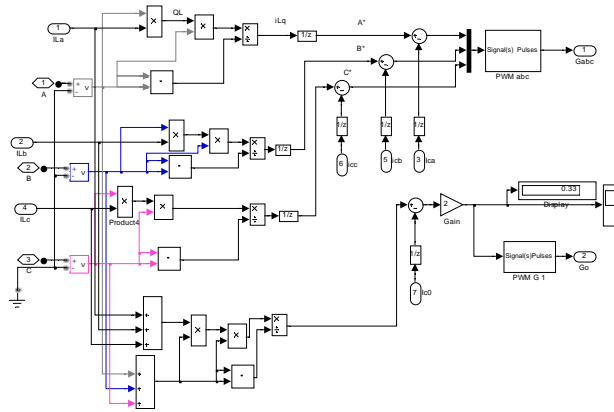 QL
iLq
A*
1
ILa
1/z
Signal(s) Pulses
1
Gabc
PWM abc
B*
1
A
+
-
v
C*
1/z
1/z
1/z
1/z
2
ILb
6
icc
5
icb
3
ica
2
B
+
-
v
4
ILc
Product4
1/z
2
Gain
0.33
Display
3
C
+
-
v
1/z
Signal(s)Pulses
2
Go
PWM G 1
7
Ic0